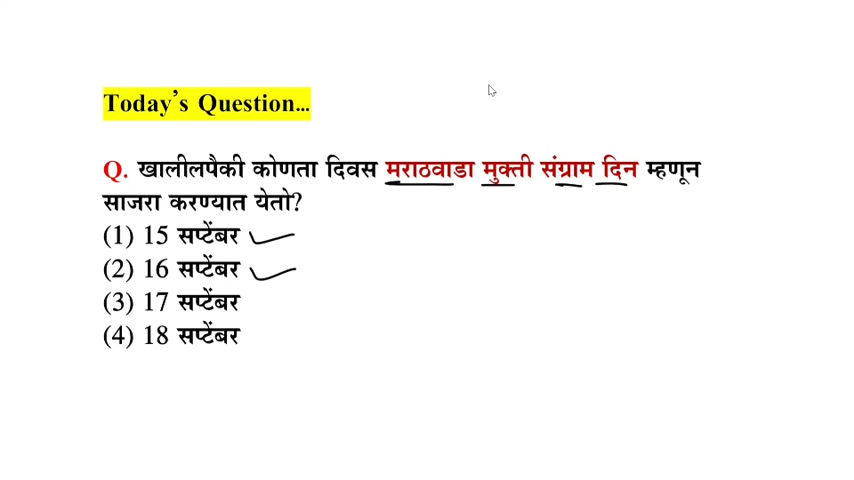 Today's Question...
Q. खालीलपैकी कोणता दिवस मराठवाडा मुक्ती संग्राम दिन म्हणून
साजरा करण्यात येतो?
(1) 15 सप्टेंबर
(2) 16 सप्टेंबर
(3) 17 सप्टेंबर
(4) 18 सप्टेंबर